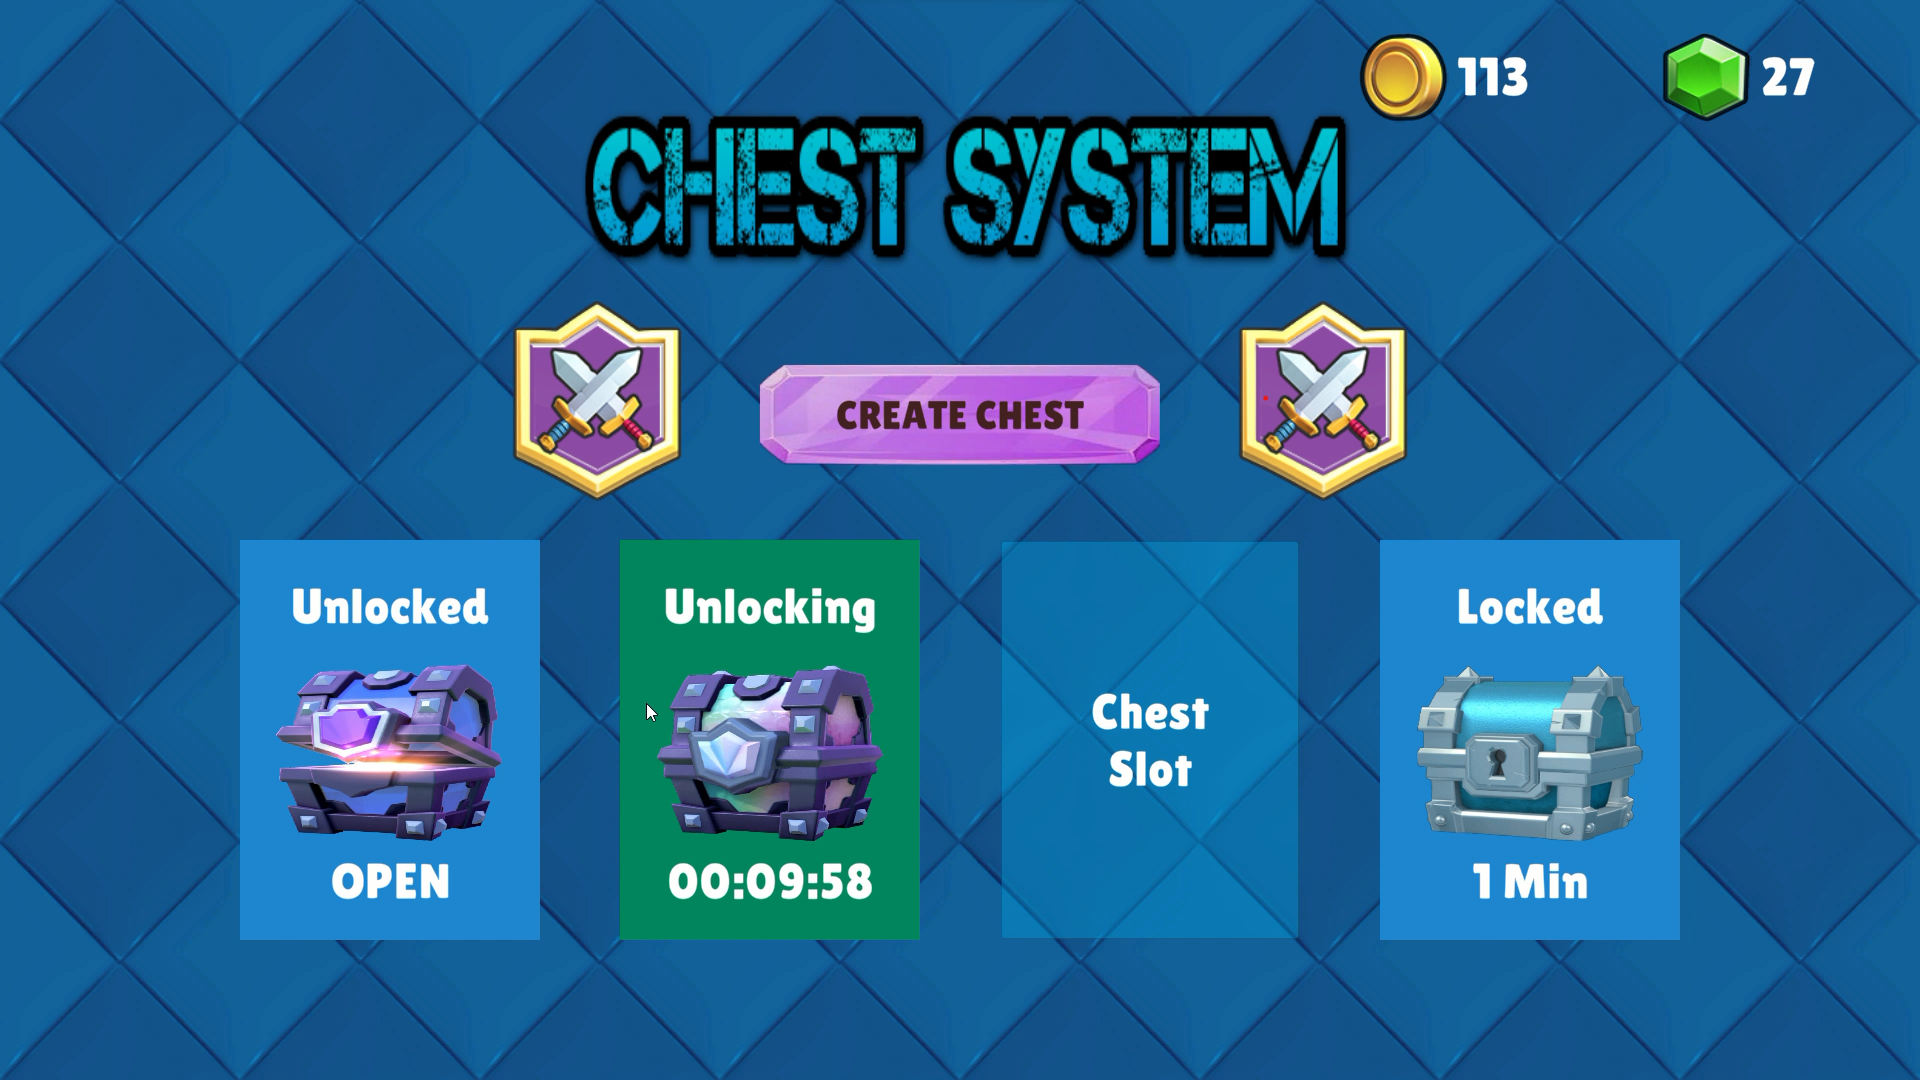 113
27
CHEST SYSTEM
CREATE CHEST
Unlocked
OPEN
Unlocking
00:09:58
Chest
Slot
Locked
1 Min